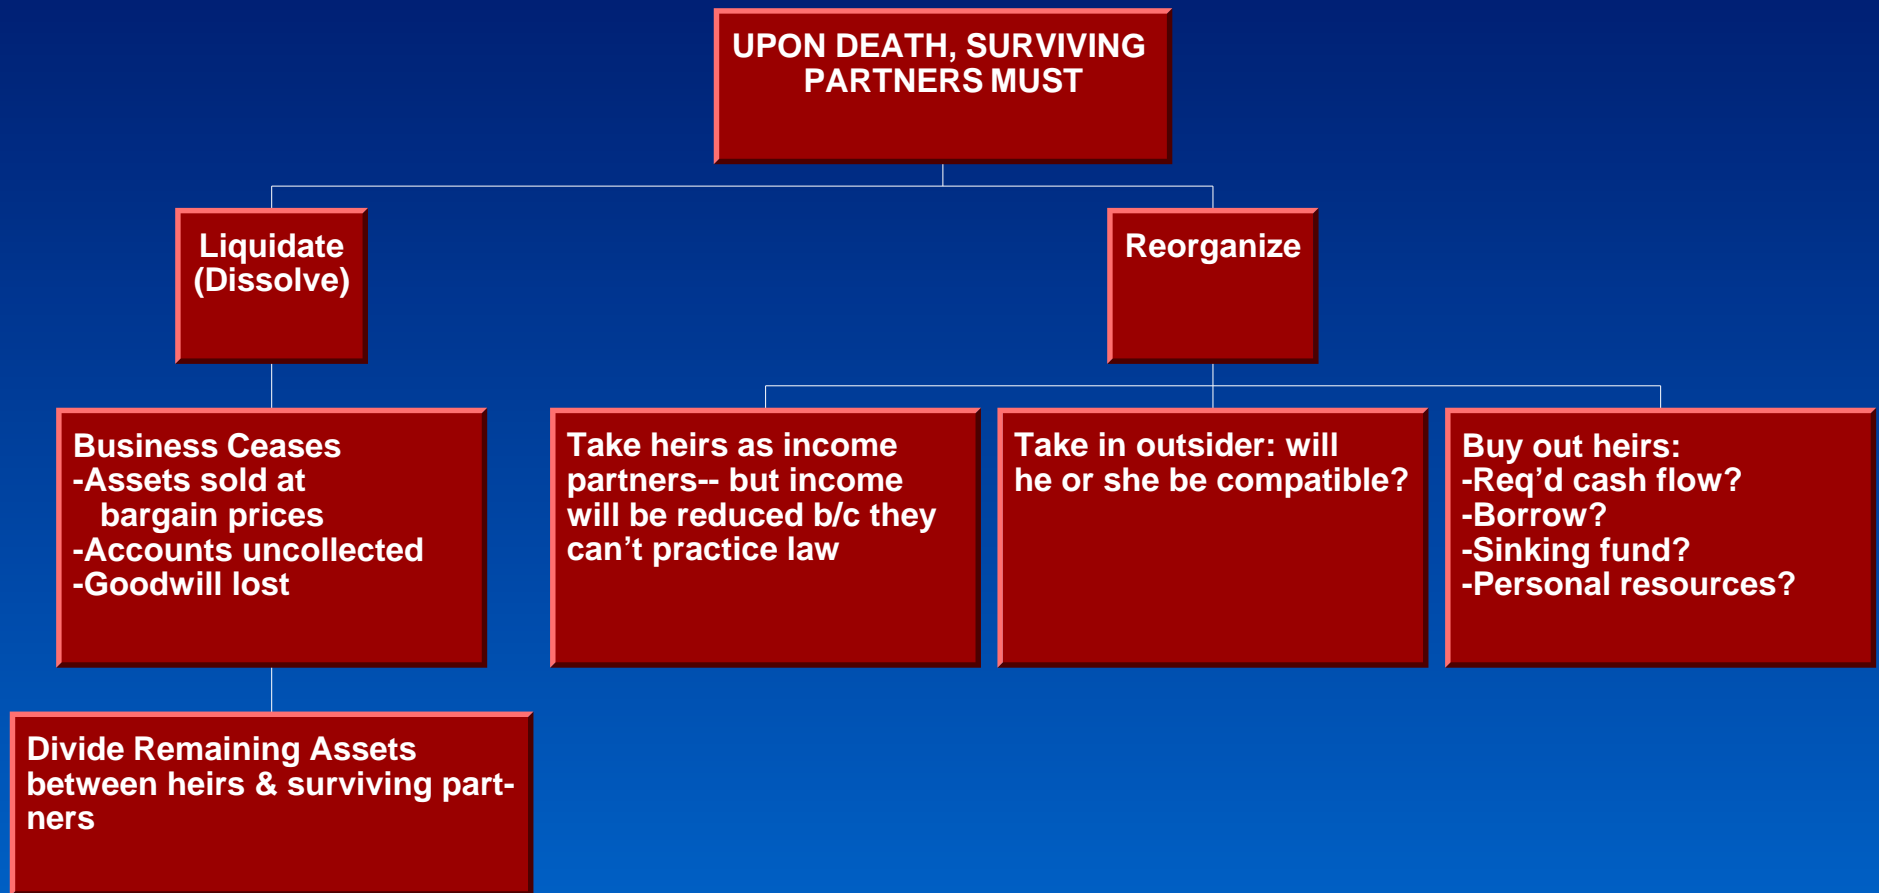 UPON DEATH, SURVIVING
PARTNERS MUST
Liquidate
(Dissolve)
Reorganize
Business Ceases
-Assets sold at
bargain prices
-Accounts uncollected
-Goodwill lost
Take heirs as income
partners-- but income
will be reduced b/c they
can’t practice law
Take in outsider: will
he or she be compatible?
Buy out heirs:
-Req’d cash flow?
-Borrow?
-Sinking fund?
-Personal resources?
Divide Remaining Assets
between heirs & surviving part-
ners